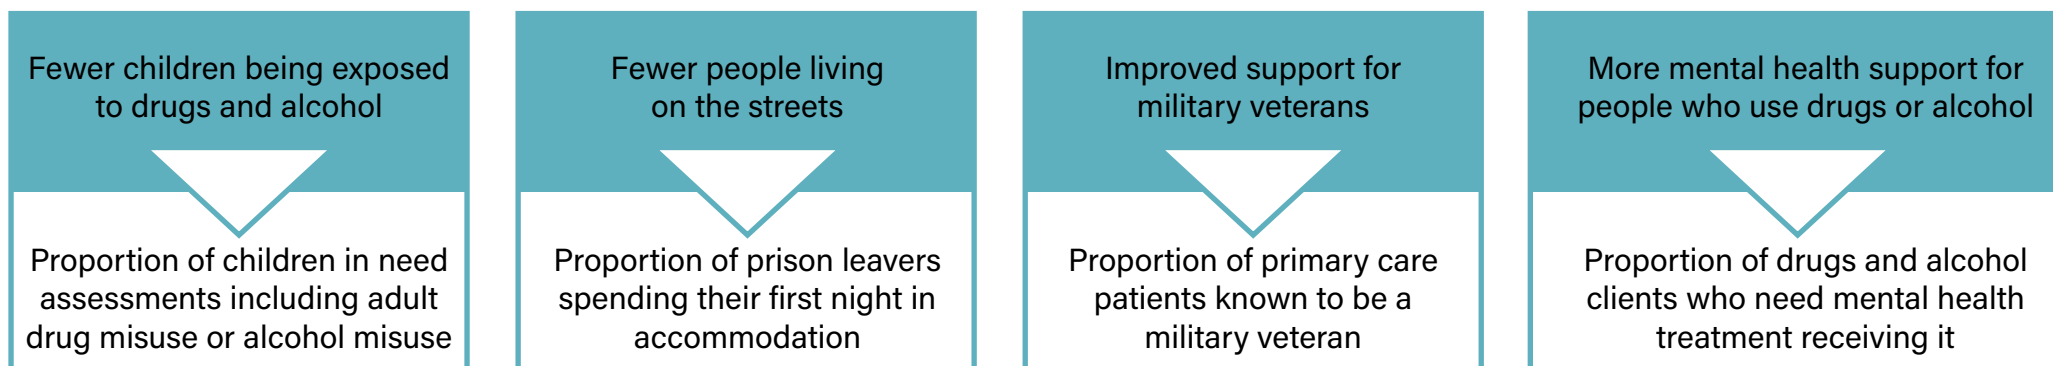 Fewer children being exposed
to drugs and alcohol
Proportion of children in need
assessments including adult
drug misuse or alcohol misuse
Fewer people living
on the streets
Proportion of prison leavers
spending their first night in
accommodation
Improved support for
military veterans
Proportion of primary care
patients known to be a
military veteran
More mental health support for
people who use drugs or alcohol
Proportion of drugs and alcohol
clients who need mental health
treatment receiving it